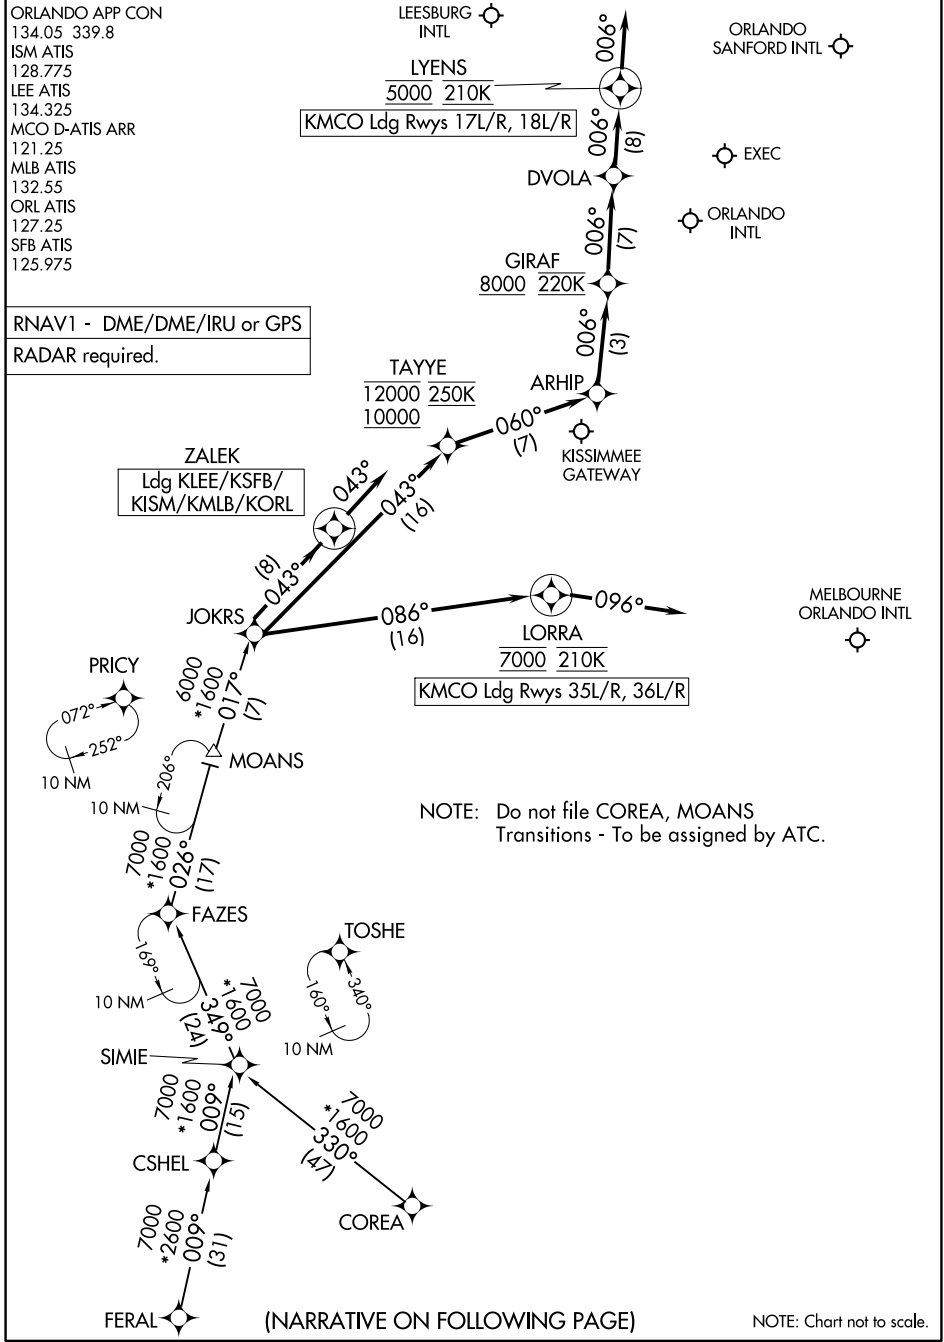 ORLANDO APP CON
134.05 339.8
ISM ATIS
128.775
LEE ATIS
134.325
MCO D-ATIS ARR
121.25
MLB ATIS
132.55
ORL ATIS
127.25
SFB ATIS
125.975
RNAV1 - DME/DME/IRU or GPS
RADAR required.
LEESBURG
INTL
ORLANDO
SANFORD INTL
006°
LYENS
5000 210K
KMCO Ldg Rwys 17L/R, 18L/R
006°
(8)
EXEC
DVOLA
ORLANDO
INTL
006°
(7)
GIRAF
8000 220K
006°
(3)
TAYYE
12000 250K
10000
ARHIP
060°
(7)
KISSIMMEE
GATEWAY
ZALEK
Ldg KLEE/KSFB/
KISM/KMLB/KORL
043°
043°
(16)
(8)
043°
JOKRS
086°
(16)
096°
LORRA
7000 210K
KMCO Ldg Rwys 35L/R, 36L/R
MELBOURNE
ORLANDO INTL
PRICY
072°
252°
10 NM
6000
*1600
017°
(7)
MOANS
206°
10 NM
NOTE: Do not file COREA, MOANS
Transitions - To be assigned by ATC.
7000
*1600
026°
(17)
FAZES
169°
10 NM
TOSHE
340°
160°
10 NM
7000
*1600
349°
(24)
SIMIE
7000
*1600
009°
(15)
7000
*1600
330°
(47)
CSHEL
COREA
7000
*2600
009°
(31)
FERAL
(NARRATIVE ON FOLLOWING PAGE)
NOTE: Chart not to scale.